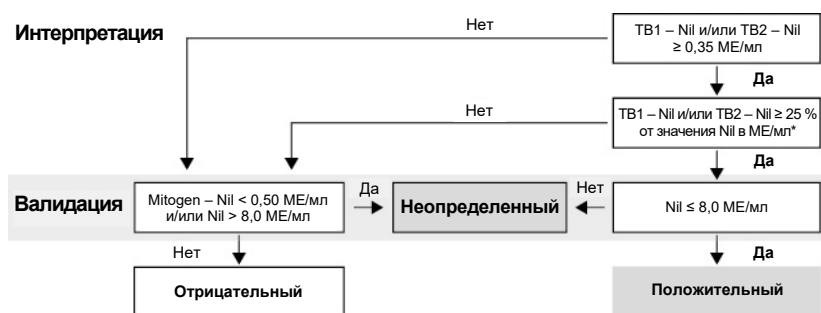 Интерпретация
Нет
TB1 – Nil и/или TB2 – Nil
≥ 0,35 МЕ/мл
Да
Нет
TB1 – Nil и/или TB2 – Nil ≥ 25 %
от значения Nil в МЕ/мл*
Да
Валидация
Mitogen – Nil < 0,50 МЕ/мл
и/или Nil > 8,0 МЕ/мл
Да
Неопределенный
Нет
Nil ≤ 8,0 МЕ/мл
Нет
Да
Отрицательный
Положительный